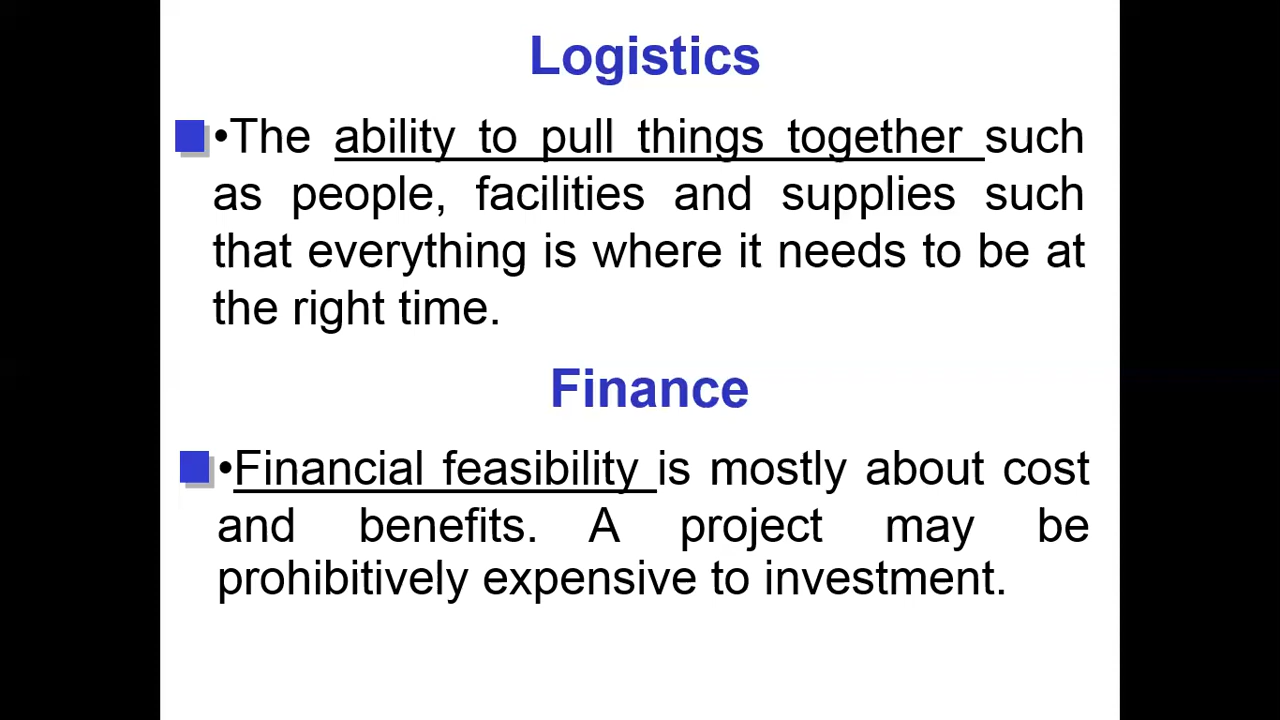 Logistics
•The ability to pull things together such
as people, facilities and supplies such
that everything is where it needs to be at
the right time.
Finance
•Financial feasibility is mostly about cost
and benefits. A project may be
prohibitively expensive to investment.